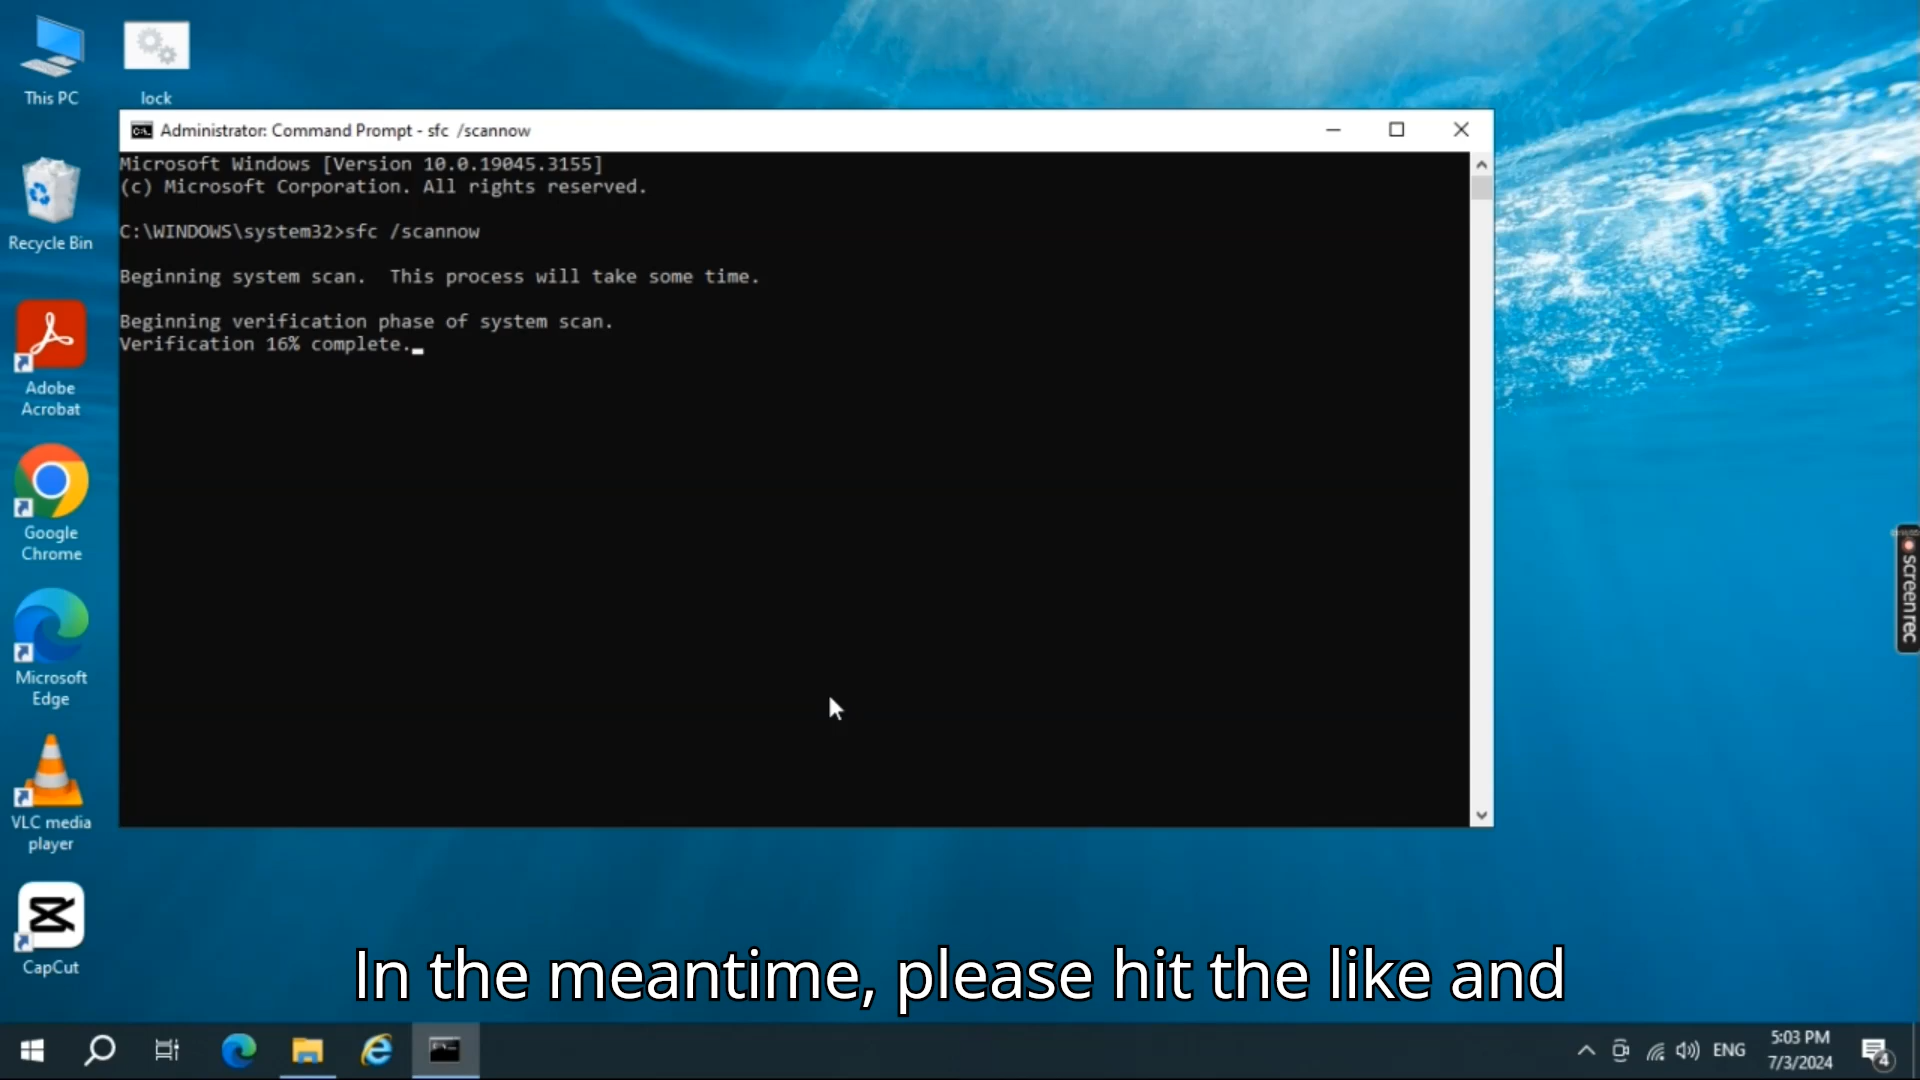 This PC
lock
Recycle Bin
Adobe
Acrobat
Google
Chrome
Microsoft
Edge
VLC media
player
CapCut
Administrator: Command Prompt - sfc /scannow
Microsoft Windows [Version 10.0.19045.3155]
(c) Microsoft Corporation. All rights reserved.
C:\WINDOWS\system32>sfc /scannow
Beginning system scan.  This process will take some time.
Beginning verification phase of system scan.
Verification 16% complete.
screenrec
In the meantime, please hit the like and
ENG
5:03 PM
7/3/2024
4